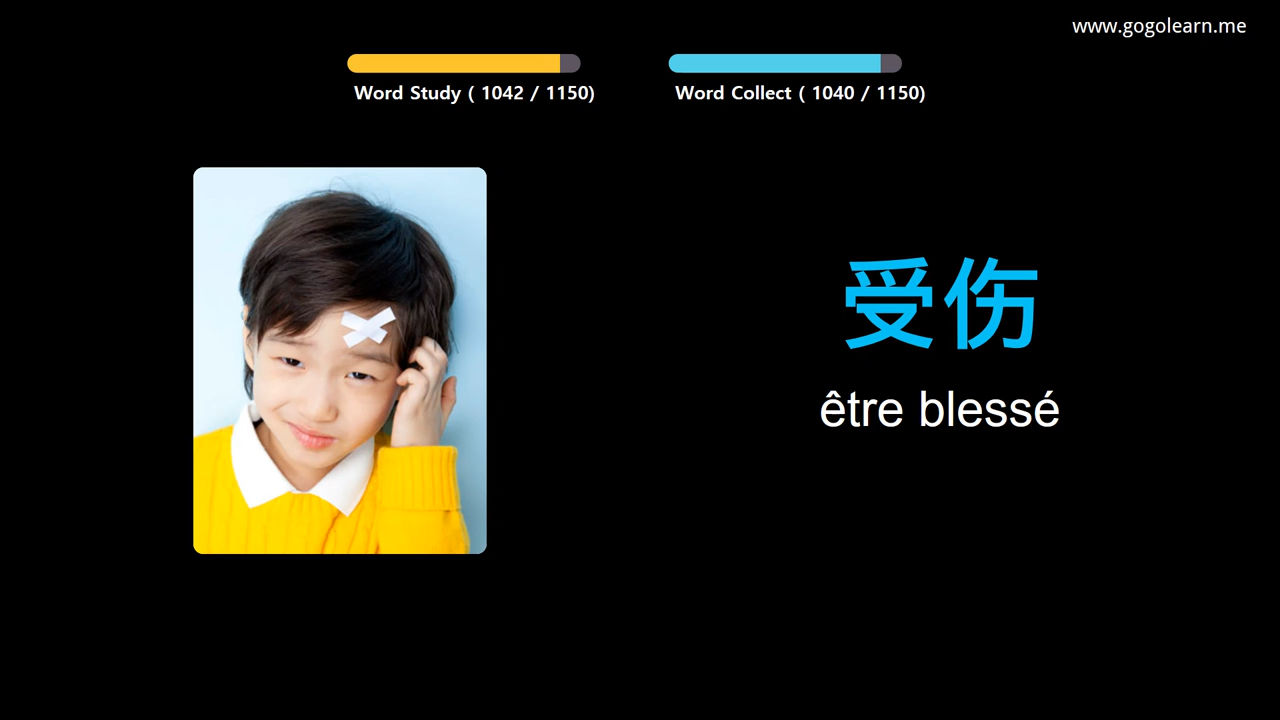 www.gogolearn.me
Word Study ( 1042 / 1150)
Word Collect ( 1040 / 1150)
受伤
être blessé